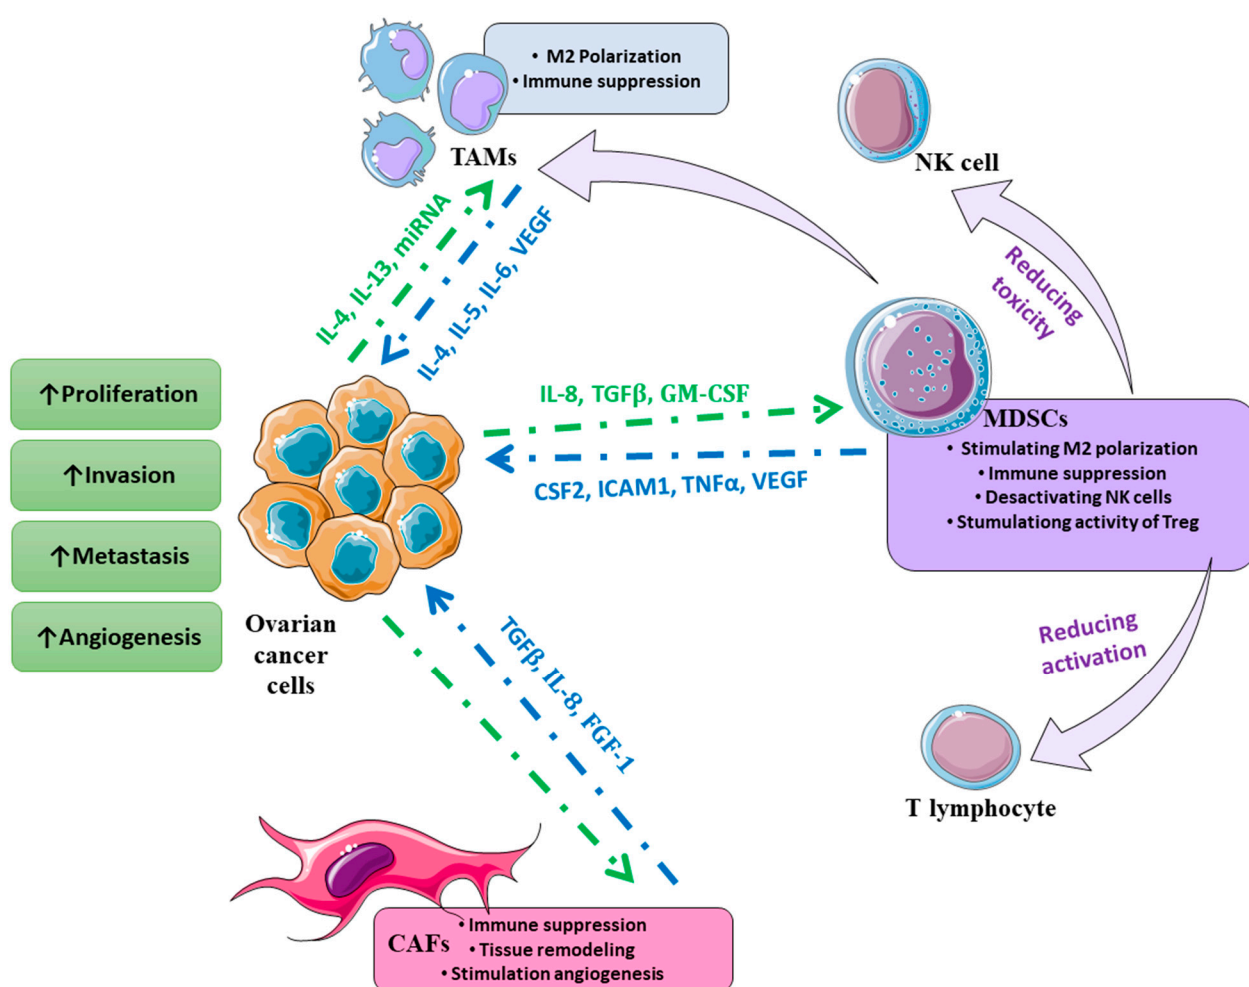 • M2 Polarization
• Immune suppression
TAMs
NK cell
IL-4, IL-13, miRNA
IL-4, IL-5, IL-6, VEGF
Reducing
toxicity
↑Proliferation
↑Invasion
↑Metastasis
↑Angiogenesis
IL-8, TGFβ, GM-CSF
CSF2, ICAM1, TNFα, VEGF
MDSCs
• Stimulating M2 polarization
• Immune suppression
• Desactivating NK cells
• Stumulationg activity of Treg
Ovarian
cancer
cells
TGFβ, IL-8, FGF-1
Reducing
activation
T lymphocyte
CAFs
• Immune suppression
• Tissue remodeling
• Stimulation angiogenesis